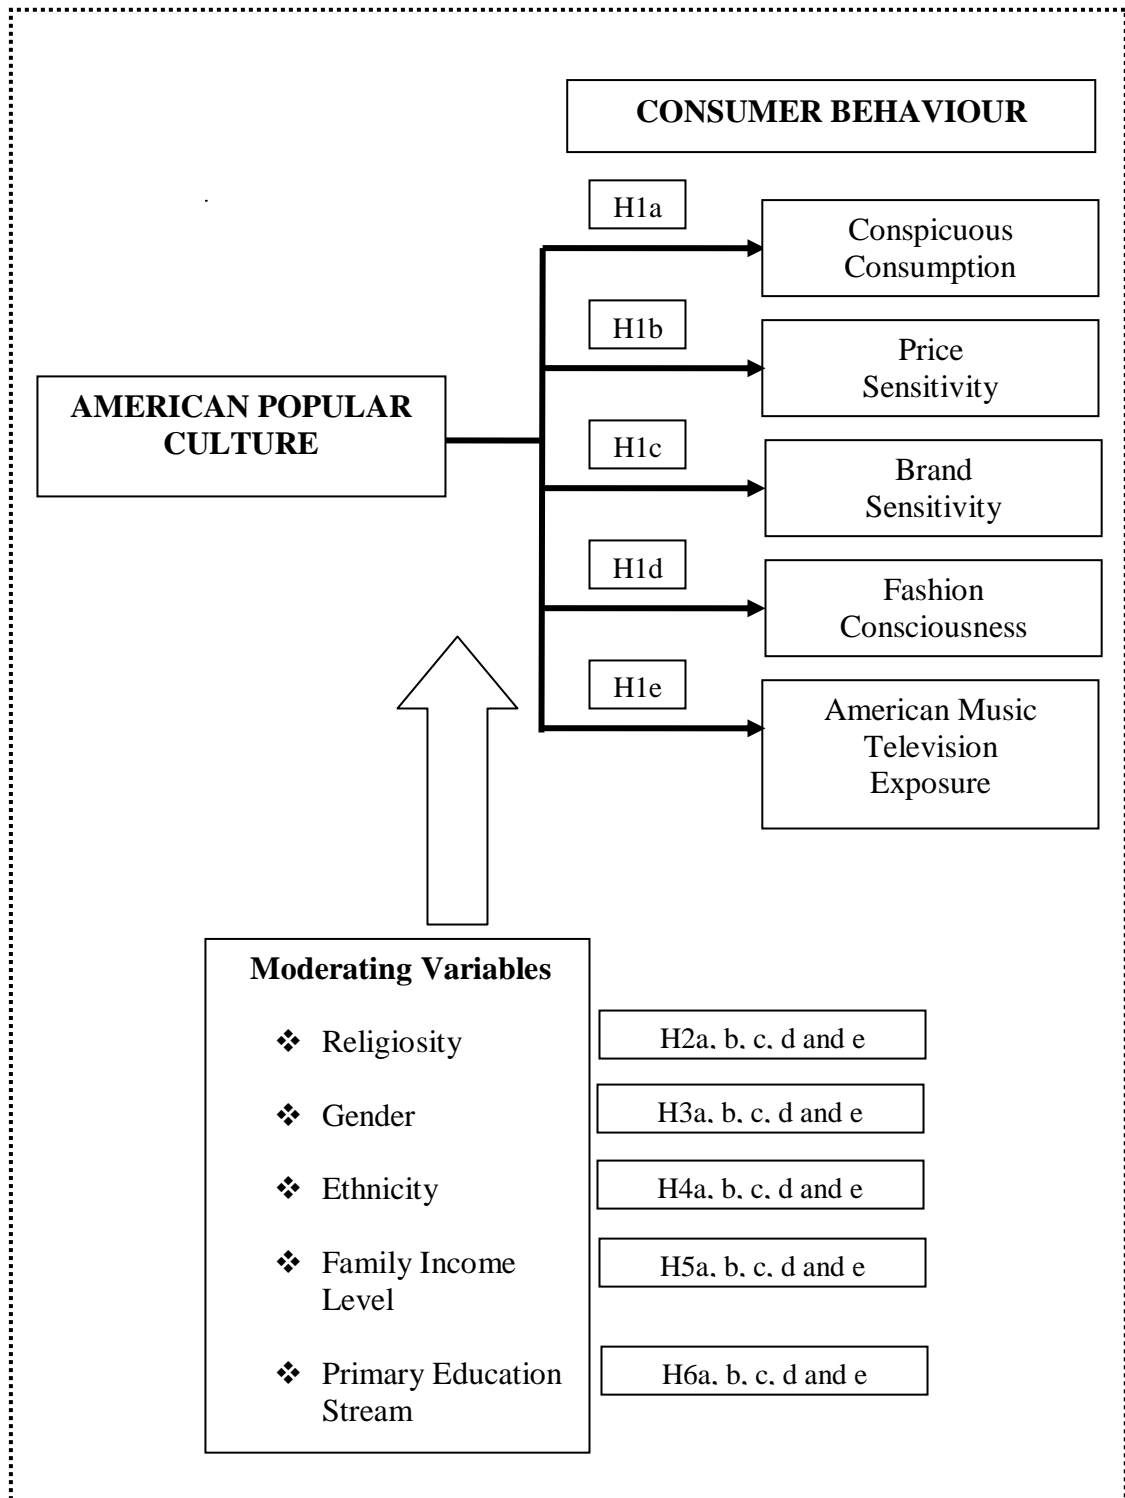 CONSUMER BEHAVIOUR
H1a
Conspicuous
Consumption
H1b
Price
Sensitivity
AMERICAN POPULAR
CULTURE
H1c
Brand
Sensitivity
H1d
Fashion
Consciousness
H1e
American Music
Television
Exposure
Moderating Variables
❖ Religiosity
H2a, b, c, d and e
❖ Gender
H3a, b, c, d and e
❖ Ethnicity
H4a, b, c, d and e
❖ Family Income
Level
H5a, b, c, d and e
❖ Primary Education
Stream
H6a, b, c, d and e